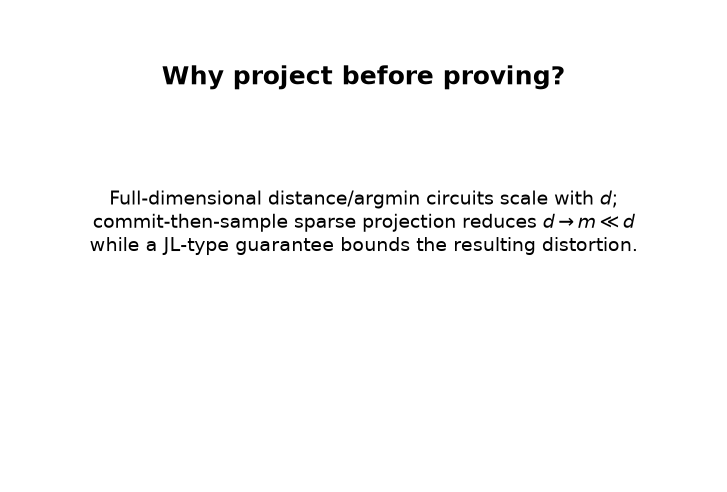 Why project before proving?
Full-dimensional distance/argmin circuits scale with d;
commit-then-sample sparse projection reduces d → m ≪ d
while a JL-type guarantee bounds the resulting distortion.